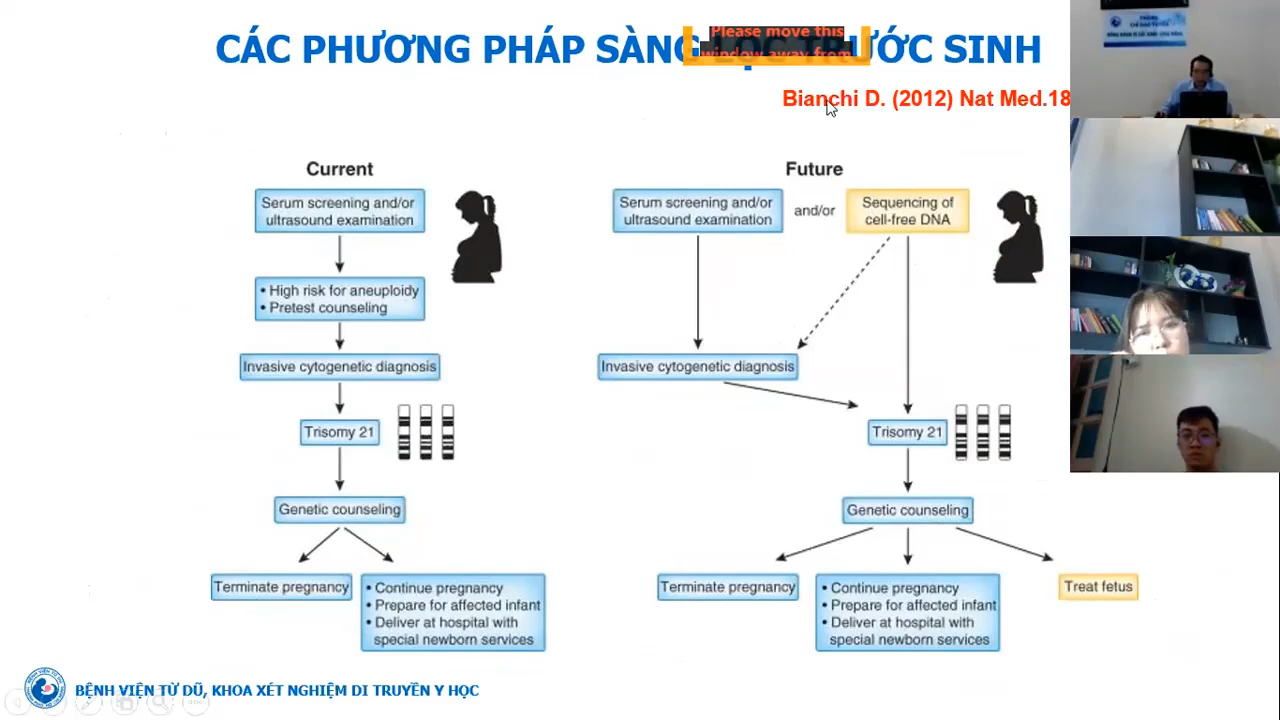 CÁC PHƯƠNG PHÁP SÀNG LỌC TRƯỚC SINH
Please move this
window away from
Bianchi D. (2012) Nat Med.18
Current
Serum screening and/or
ultrasound examination
• High risk for aneuploidy
• Pretest counseling
Invasive cytogenetic diagnosis
Trisomy 21
Genetic counseling
Terminate pregnancy
• Continue pregnancy
• Prepare for affected infant
• Deliver at hospital with
special newborn services
Future
Serum screening and/or
ultrasound examination
and/or
Sequencing of
cell-free DNA
Invasive cytogenetic diagnosis
Trisomy 21
Genetic counseling
Terminate pregnancy
• Continue pregnancy
• Prepare for affected infant
• Deliver at hospital with
special newborn services
Treat fetus
BỆNH VIỆN TỪ DŨ, KHOA XÉT NGHIỆM DI TRUYỀN Y HỌC